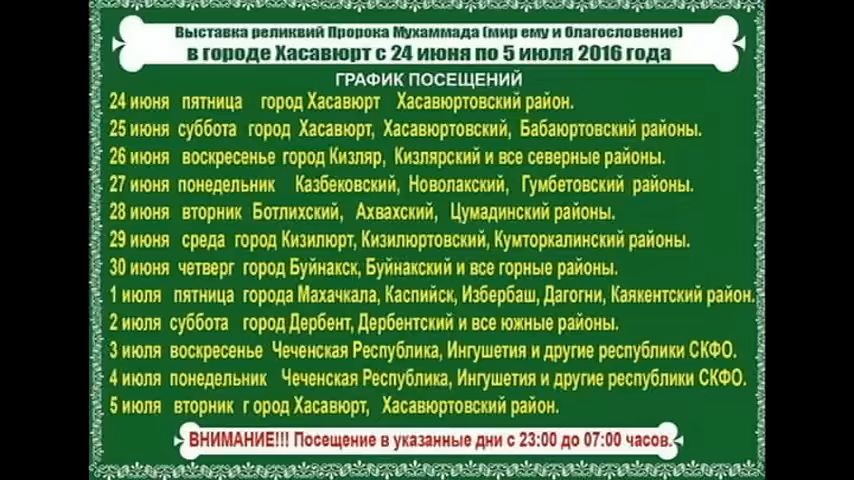 Выставка реликвий Пророка Мухаммада (мир ему и благословение)
в городе Хасавюрт с 24 июня по 5 июля 2016 года
ГРАФИК ПОСЕЩЕНИЙ
24 июня пятница город Хасавюрт Хасавюртовский район.
25 июня суббота город Хасавюрт, Хасавюртовский, Бабаюртовский районы.
26 июня воскресенье город Кизляр, Кизлярский и все северные районы.
27 июня понедельник Казбековский, Новолакский, Гумбетовский районы.
28 июня вторник Ботлихский, Ахвахский, Цумадинский районы.
29 июня среда город Кизилюрт, Кизилюртовский, Кумторкалинский районы.
30 июня четверг город Буйнакск, Буйнакский и все горные районы.
1 июля пятница города Махачкала, Каспийск, Избербаш, Дагогни, Каякентский район.
2 июля суббота город Дербент, Дербентский и все южные районы.
3 июля воскресенье Чеченская Республика, Ингушетия и другие республики СКФО.
4 июля понедельник Чеченская Республика, Ингушетия и другие республики СКФО.
5 июля вторник г ород Хасавюрт, Хасавюртовский район.
ВНИМАНИЕ!!! Посещение в указанные дни с 23:00 до 07:00 часов.